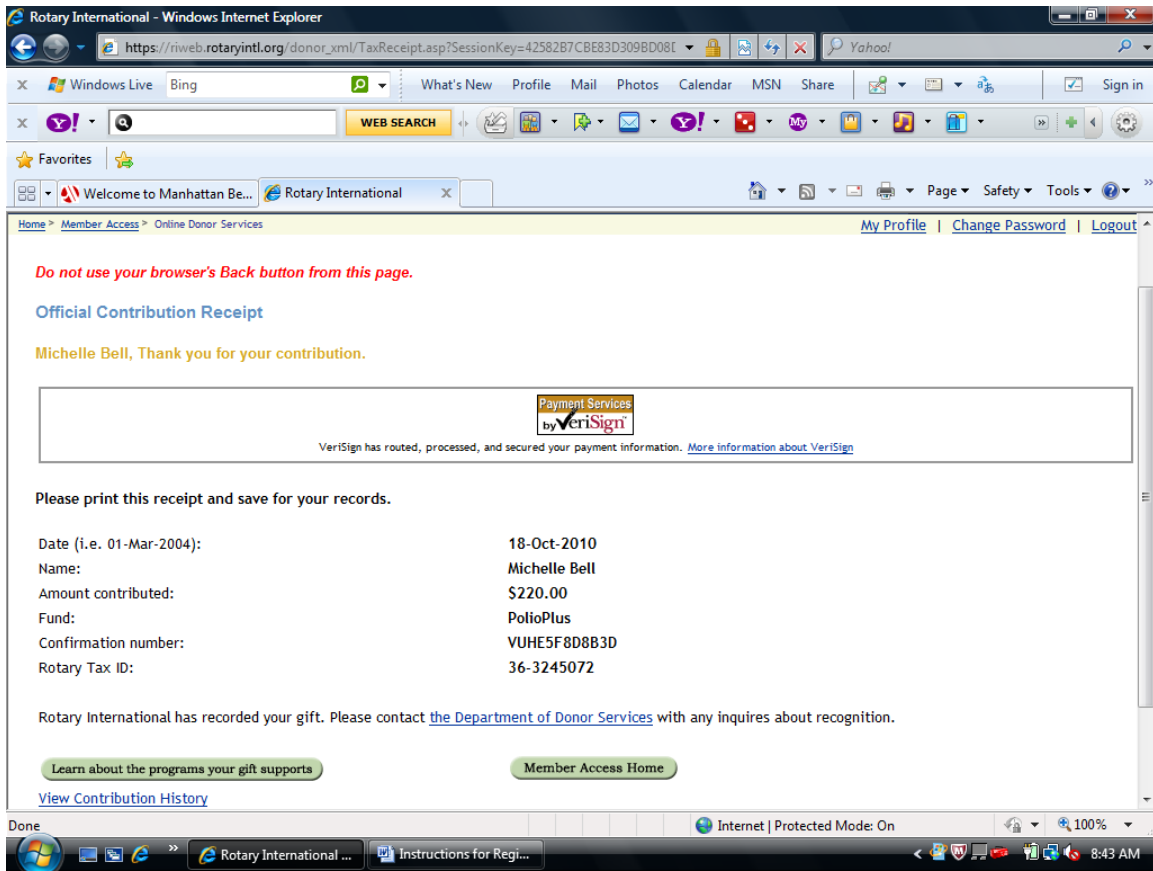 Rotary International - Windows Internet Explorer
https://riweb.rotaryintl.org/donor_xml/TaxReceipt.asp?SessionKey=42582B7CBE83D309BD08 Yahoo!
X Windows Live Bing What's New Profile Mail Photos Calendar MSN Share Sign in
x Y! WEB SEARCH Y! My
Favorites
Welcome to Manhattan Be... Rotary International X Page Safety Tools
Home > Member Access > Online Donor Services My Profile | Change Password | Logout
Do not use your browser's Back button from this page.
Official Contribution Receipt
Michelle Bell, Thank you for your contribution.
Payment Services
by VeriSign
VeriSign has routed, processed, and secured your payment information. More information about VeriSign
Please print this receipt and save for your records.
Date (i.e. 01-Mar-2004): 18-Oct-2010
Name: Michelle Bell
Amount contributed: $220.00
Fund: PolioPlus
Confirmation number: VUHE5F8D8B3D
Rotary Tax ID: 36-3245072
Rotary International has recorded your gift. Please contact the Department of Donor Services with any inquires about recognition.
Learn about the programs your gift supports Member Access Home
View Contribution History
Done Internet | Protected Mode: On 100%
Rotary International ... Instructions for Regi... 8:43 AM